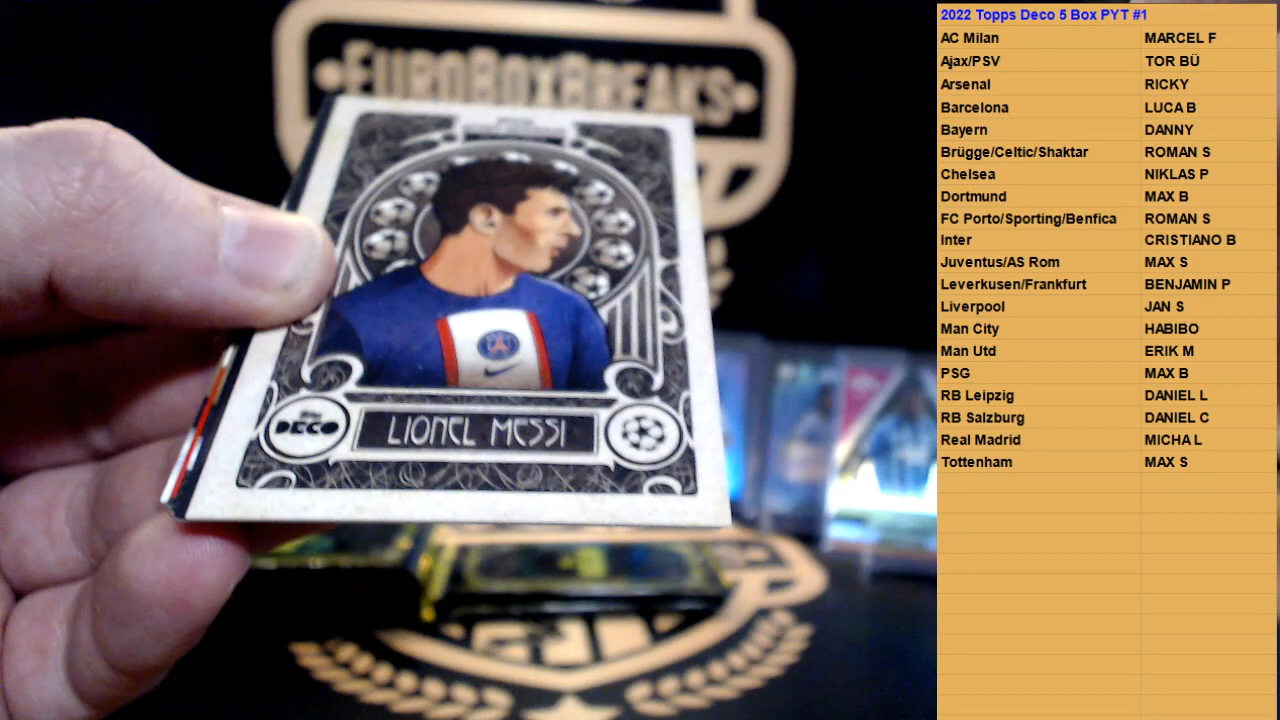 EUROBOXBREAKS
topps
DECO
LIONEL MESSI
2022 Topps Deco 5 Box PYT #1
AC Milan MARCEL F
Ajax/PSV TOR BÜ
Arsenal RICKY
Barcelona LUCA B
Bayern DANNY
Brügge/Celtic/Shaktar ROMAN S
Chelsea NIKLAS P
Dortmund MAX B
FC Porto/Sporting/Benfica ROMAN S
Inter CRISTIANO B
Juventus/AS Rom MAX S
Leverkusen/Frankfurt BENJAMIN P
Liverpool JAN S
Man City HABIBO
Man Utd ERIK M
PSG MAX B
RB Leipzig DANIEL L
RB Salzburg DANIEL C
Real Madrid MICHA L
Tottenham MAX S